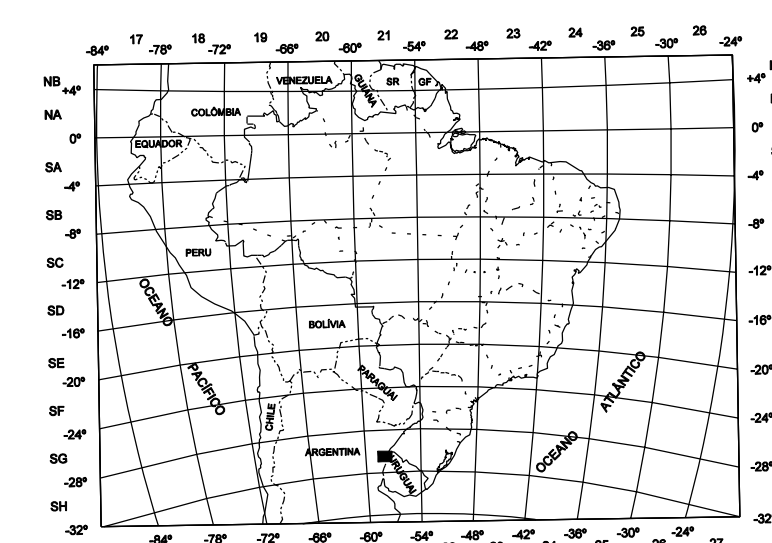 17 18 19 20 21 22 23 24 25 26
-84° -78° -72° -66° -60° -54° -48° -42° -36° -30° -24°
NB +4° VENEZUELA GUIANA SR GF +4°
NA COLÔMBIA
0° EQUADOR 0°
SA
-4° -4°
SB
-8° -8°
SC PERU
-12° -12°
OCEANO
SD
-16° BOLÍVIA -16°
SE
-20° PACÍFICO PARAGUAI ATLÂNTICO -20°
SF CHILE
-24° -24°
SG ARGENTINA URUGUAI OCEANO
-28° -28°
SH
-32° -32
-84° -78° -72° -66° -60° -54° -48° -42° -36° -30° -24°